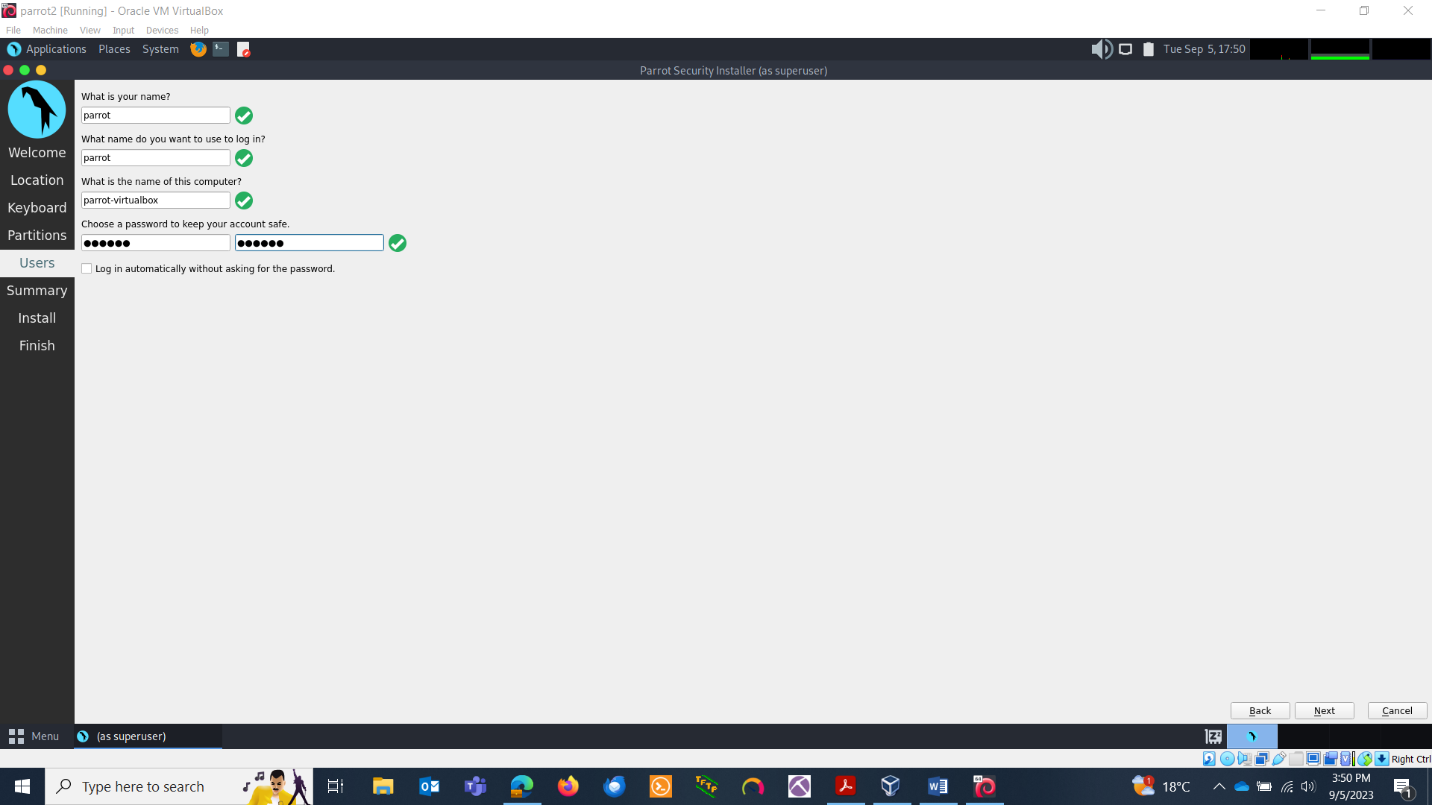 parrot2 [Running] - Oracle VM VirtualBox
File Machine View Input Devices Help
Applications Places System
Tue Sep 5, 17:50
Parrot Security Installer (as superuser)
Welcome
Location
Keyboard
Partitions
Users
Summary
Install
Finish
What is your name?
parrot
What name do you want to use to log in?
parrot
What is the name of this computer?
parrot-virtualbox
Choose a password to keep your account safe.
●●●●●● ●●●●●●
Log in automatically without asking for the password.
Back Next Cancel
Menu (as superuser)
Right Ctrl
Type here to search
TFTP
1
18°C
3:50 PM
9/5/2023
1